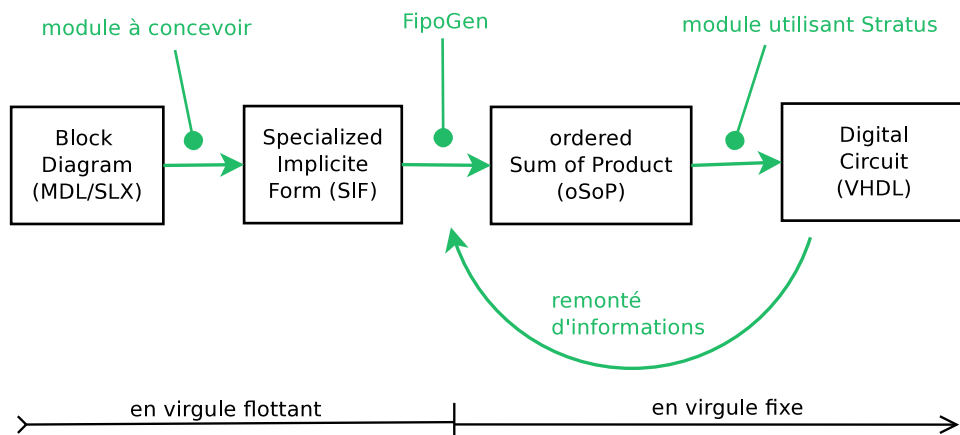 module à concevoir
FipoGen
module utilisant Stratus
Block
Diagram
(MDL/SLX)
Specialized
Implicite
Form (SIF)
ordered
Sum of Product
(oSoP)
Digital
Circuit
(VHDL)
remonté
d'informations
en virgule flottant
en virgule fixe